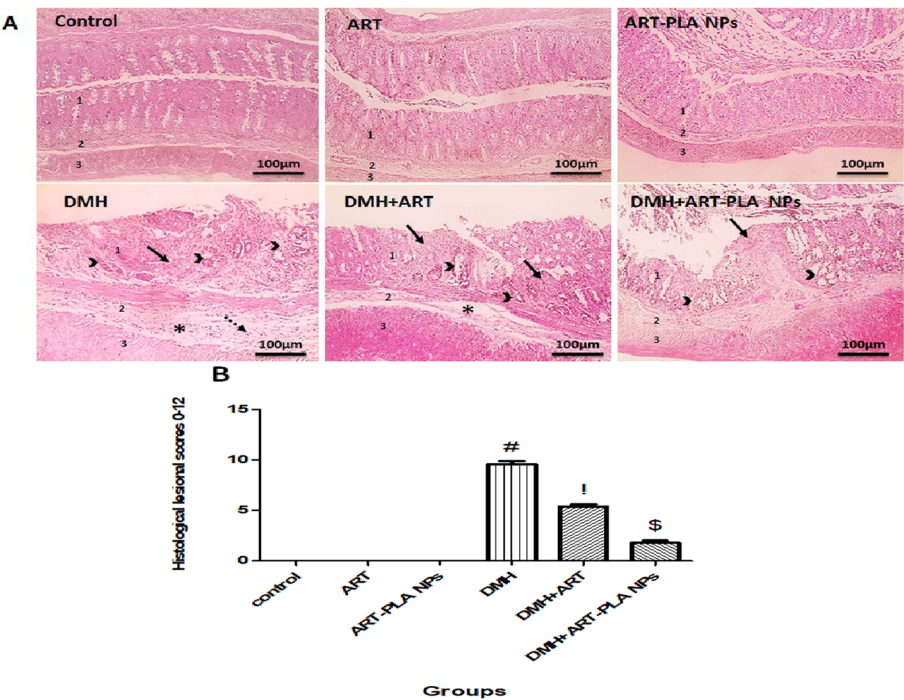 A
Control
ART
ART-PLA NPs
1
2
3
100µm
1
2
3
100µm
1
2
3
100µm
DMH
DMH+ART
DMH+ART-PLA NPs
1
2
*
3
100µm
1
2
*
3
100µm
1
2
3
100µm
B
Histological lesional scores 0-12
15
10
5
0
#
!
$
control
ART
ART-PLA NPs
DMH
DMH+ART
DMH+ART-PLA NPs
Groups